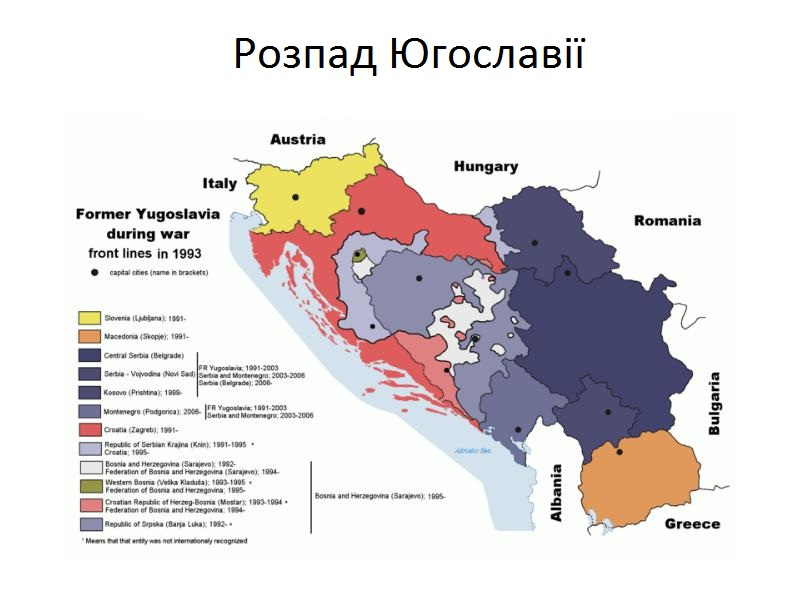 Розпад Югославії
Austria
Hungary
Italy
Romania
Former Yugoslavia
during war
front lines in 1993
capital cities (name in brackets)
Slovenia (Ljubljana); 1991-
Macedonia (Skopje); 1991-
Central Serbia (Belgrade)
Serbia - Vojvodina (Novi Sad)
Kosovo (Prishtina); 1999-
FR Yugoslavia; 1991-2003
Serbia and Montenegro; 2003-2006
Serbia (Belgrade); 2006-
Montenegro (Podgorica); 2006-
FR Yugoslavia; 1991-2003
Serbia and Montenegro; 2003-2006
Croatia (Zagreb); 1991-
Republic of Serbian Krajina (Knin); 1991-1995 *
Croatia; 1995-
Bosnia and Herzegovina (Sarajevo); 1992-
Federation of Bosnia and Herzegovina (Sarajevo); 1994-
Western Bosnia (Velika Kladuša); 1993-1995 *
Federation of Bosnia and Herzegovina; 1995-
Croatian Republic of Herzeg-Bosnia (Mostar); 1993-1994 *
Federation of Bosnia and Herzegovina; 1994-
Republic of Srpska (Banja Luka); 1992- *
Bosnia and Herzegovina (Sarajevo); 1995-
* Means that that entity was not internationaly recognized
Adriatic Sea
Albania
Bulgaria
Greece